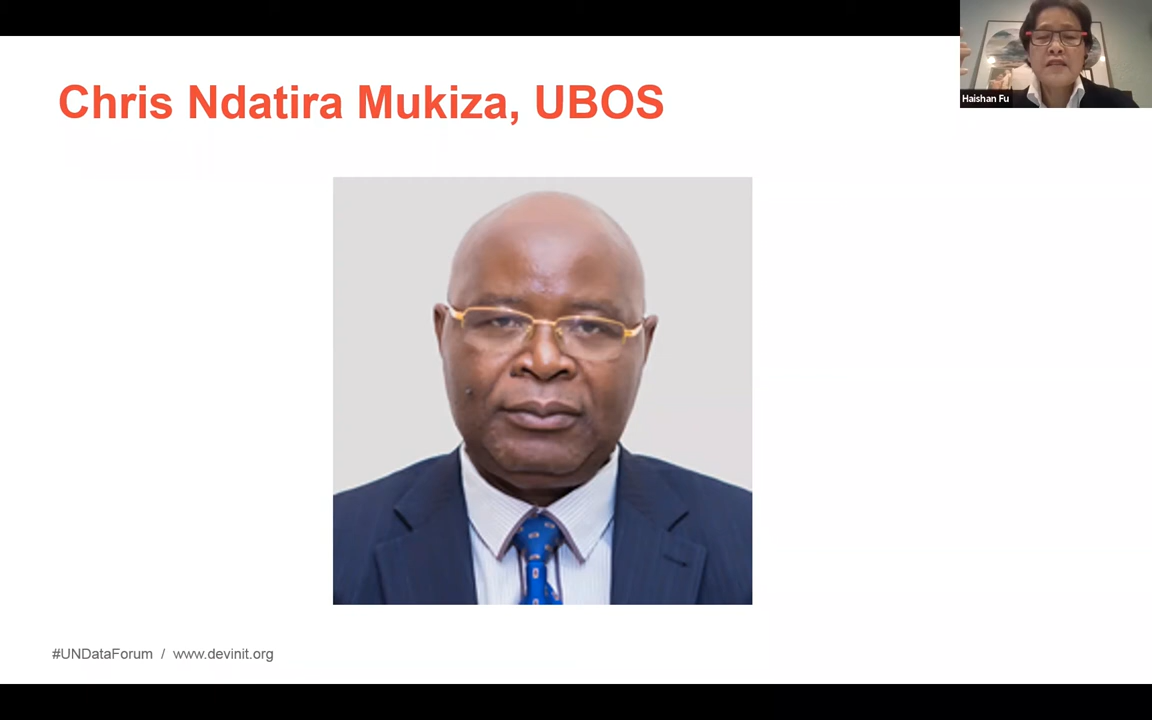 Chris Ndatira Mukiza, UBOS
Haishan Fu
#UNDataForum / www.devinit.org